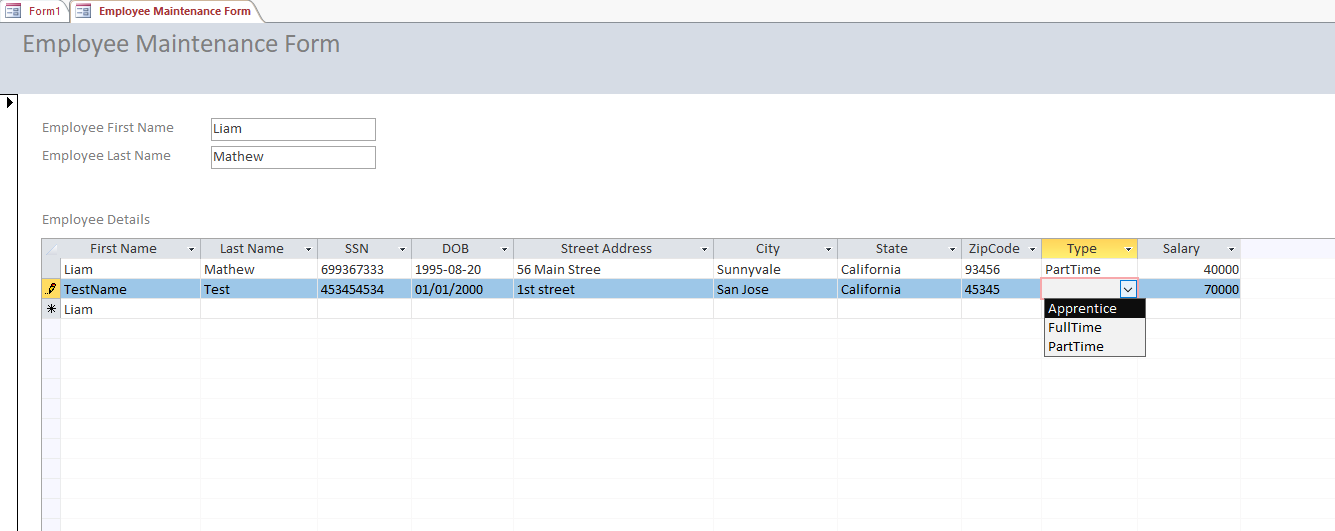 Form1 Employee Maintenance Form
Employee Maintenance Form
Employee First Name Liam
Employee Last Name Mathew
Employee Details
First Name Last Name SSN DOB Street Address City State ZipCode Type Salary
Liam Mathew 699367333 1995-08-20 56 Main Stree Sunnyvale California 93456 PartTime 40000
TestName Test 453454534 01/01/2000 1st street San Jose California 45345 70000
Liam
Apprentice
FullTime
PartTime